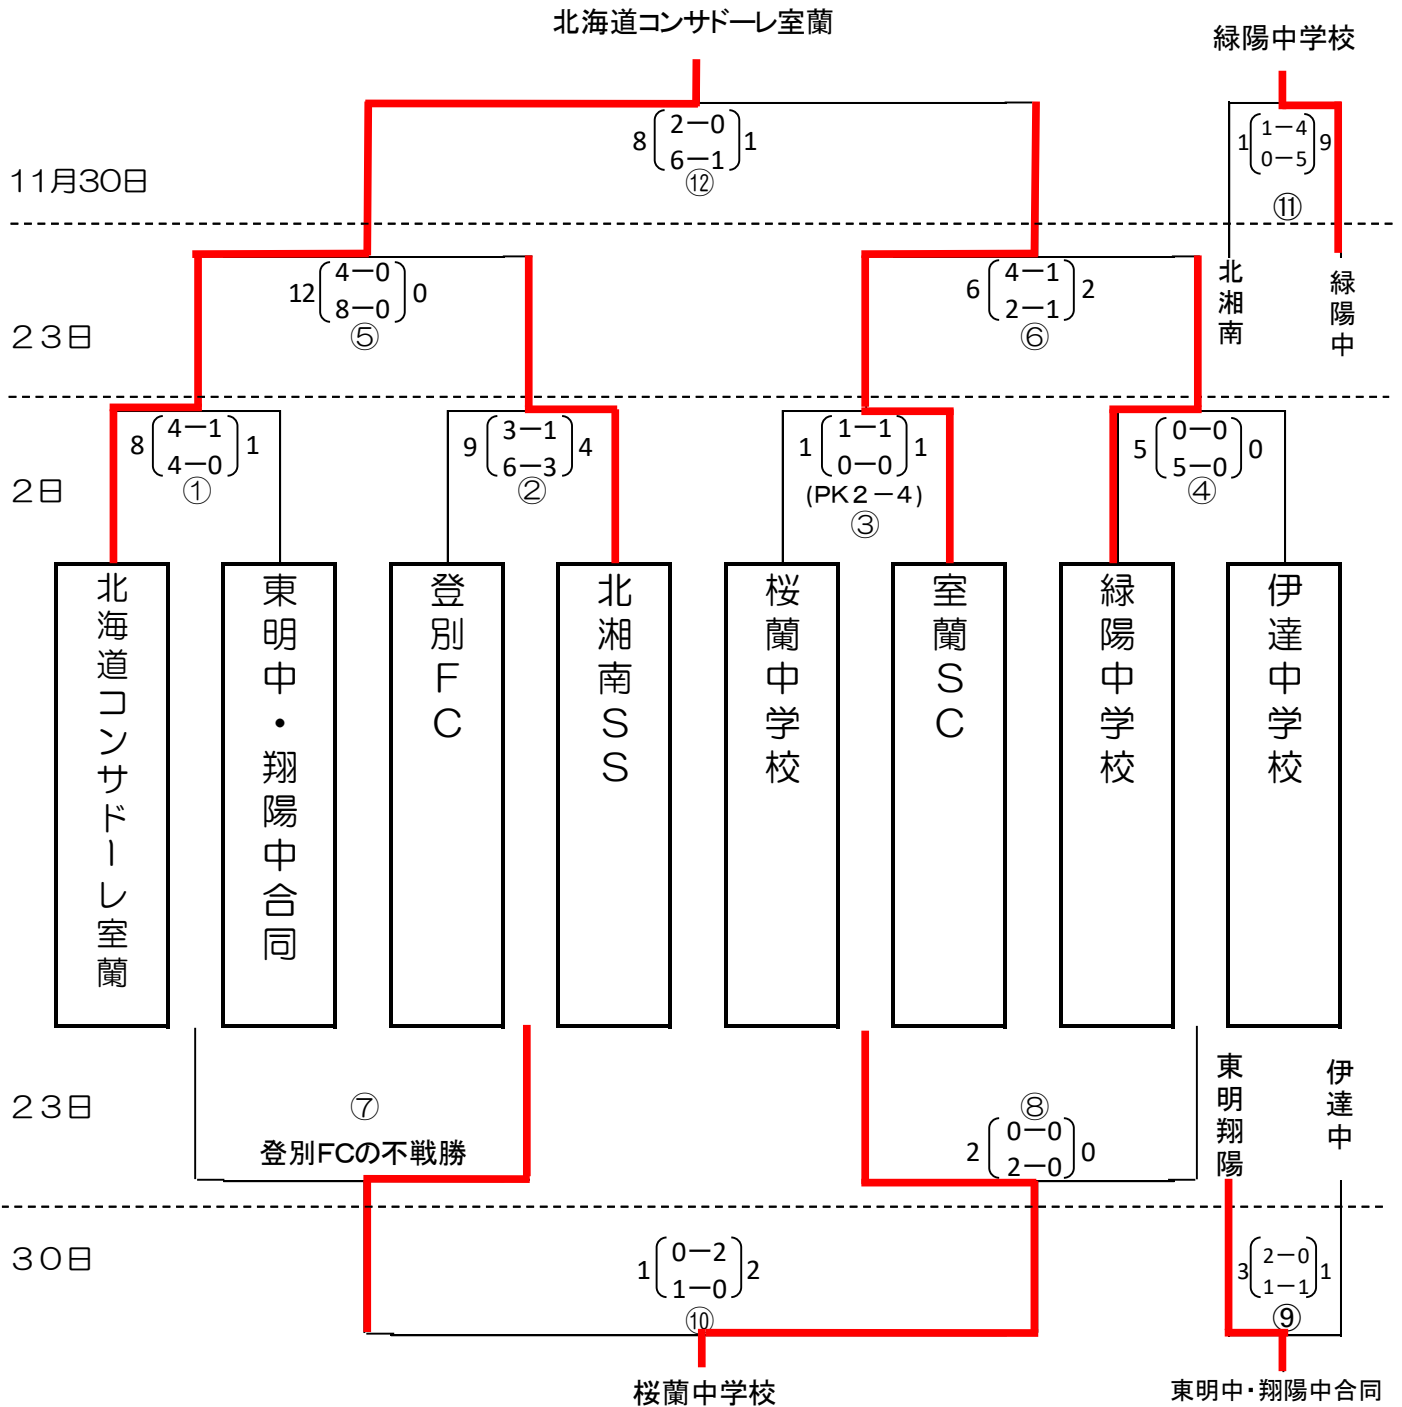 北海道コンサドーレ室蘭
緑陽中学校
8 2－0 1
6－1
⑫
1 1－4 9
0－5
⑪
11月30日
12 4－0 0
8－0
⑤
6 4－1 2
2－1
⑥
北湘南
緑陽中
23日
8 4－1 1
4－0
①
9 3－1 4
6－3
②
1 1－1 1
0－0
(PK2－4)
③
5 0－0 0
5－0
④
2日
北海道コンサドーレ室蘭
東明中・翔陽中合同
登別FC
北湘南SS
桜蘭中学校
室蘭SC
緑陽中学校
伊達中学校
23日
⑦
登別FCの不戦勝
⑧
2 0－0 0
2－0
東明翔陽
伊達中
30日
1 0－2 2
1－0
⑩
3 2－0 1
1－1
⑨
桜蘭中学校
東明中・翔陽中合同